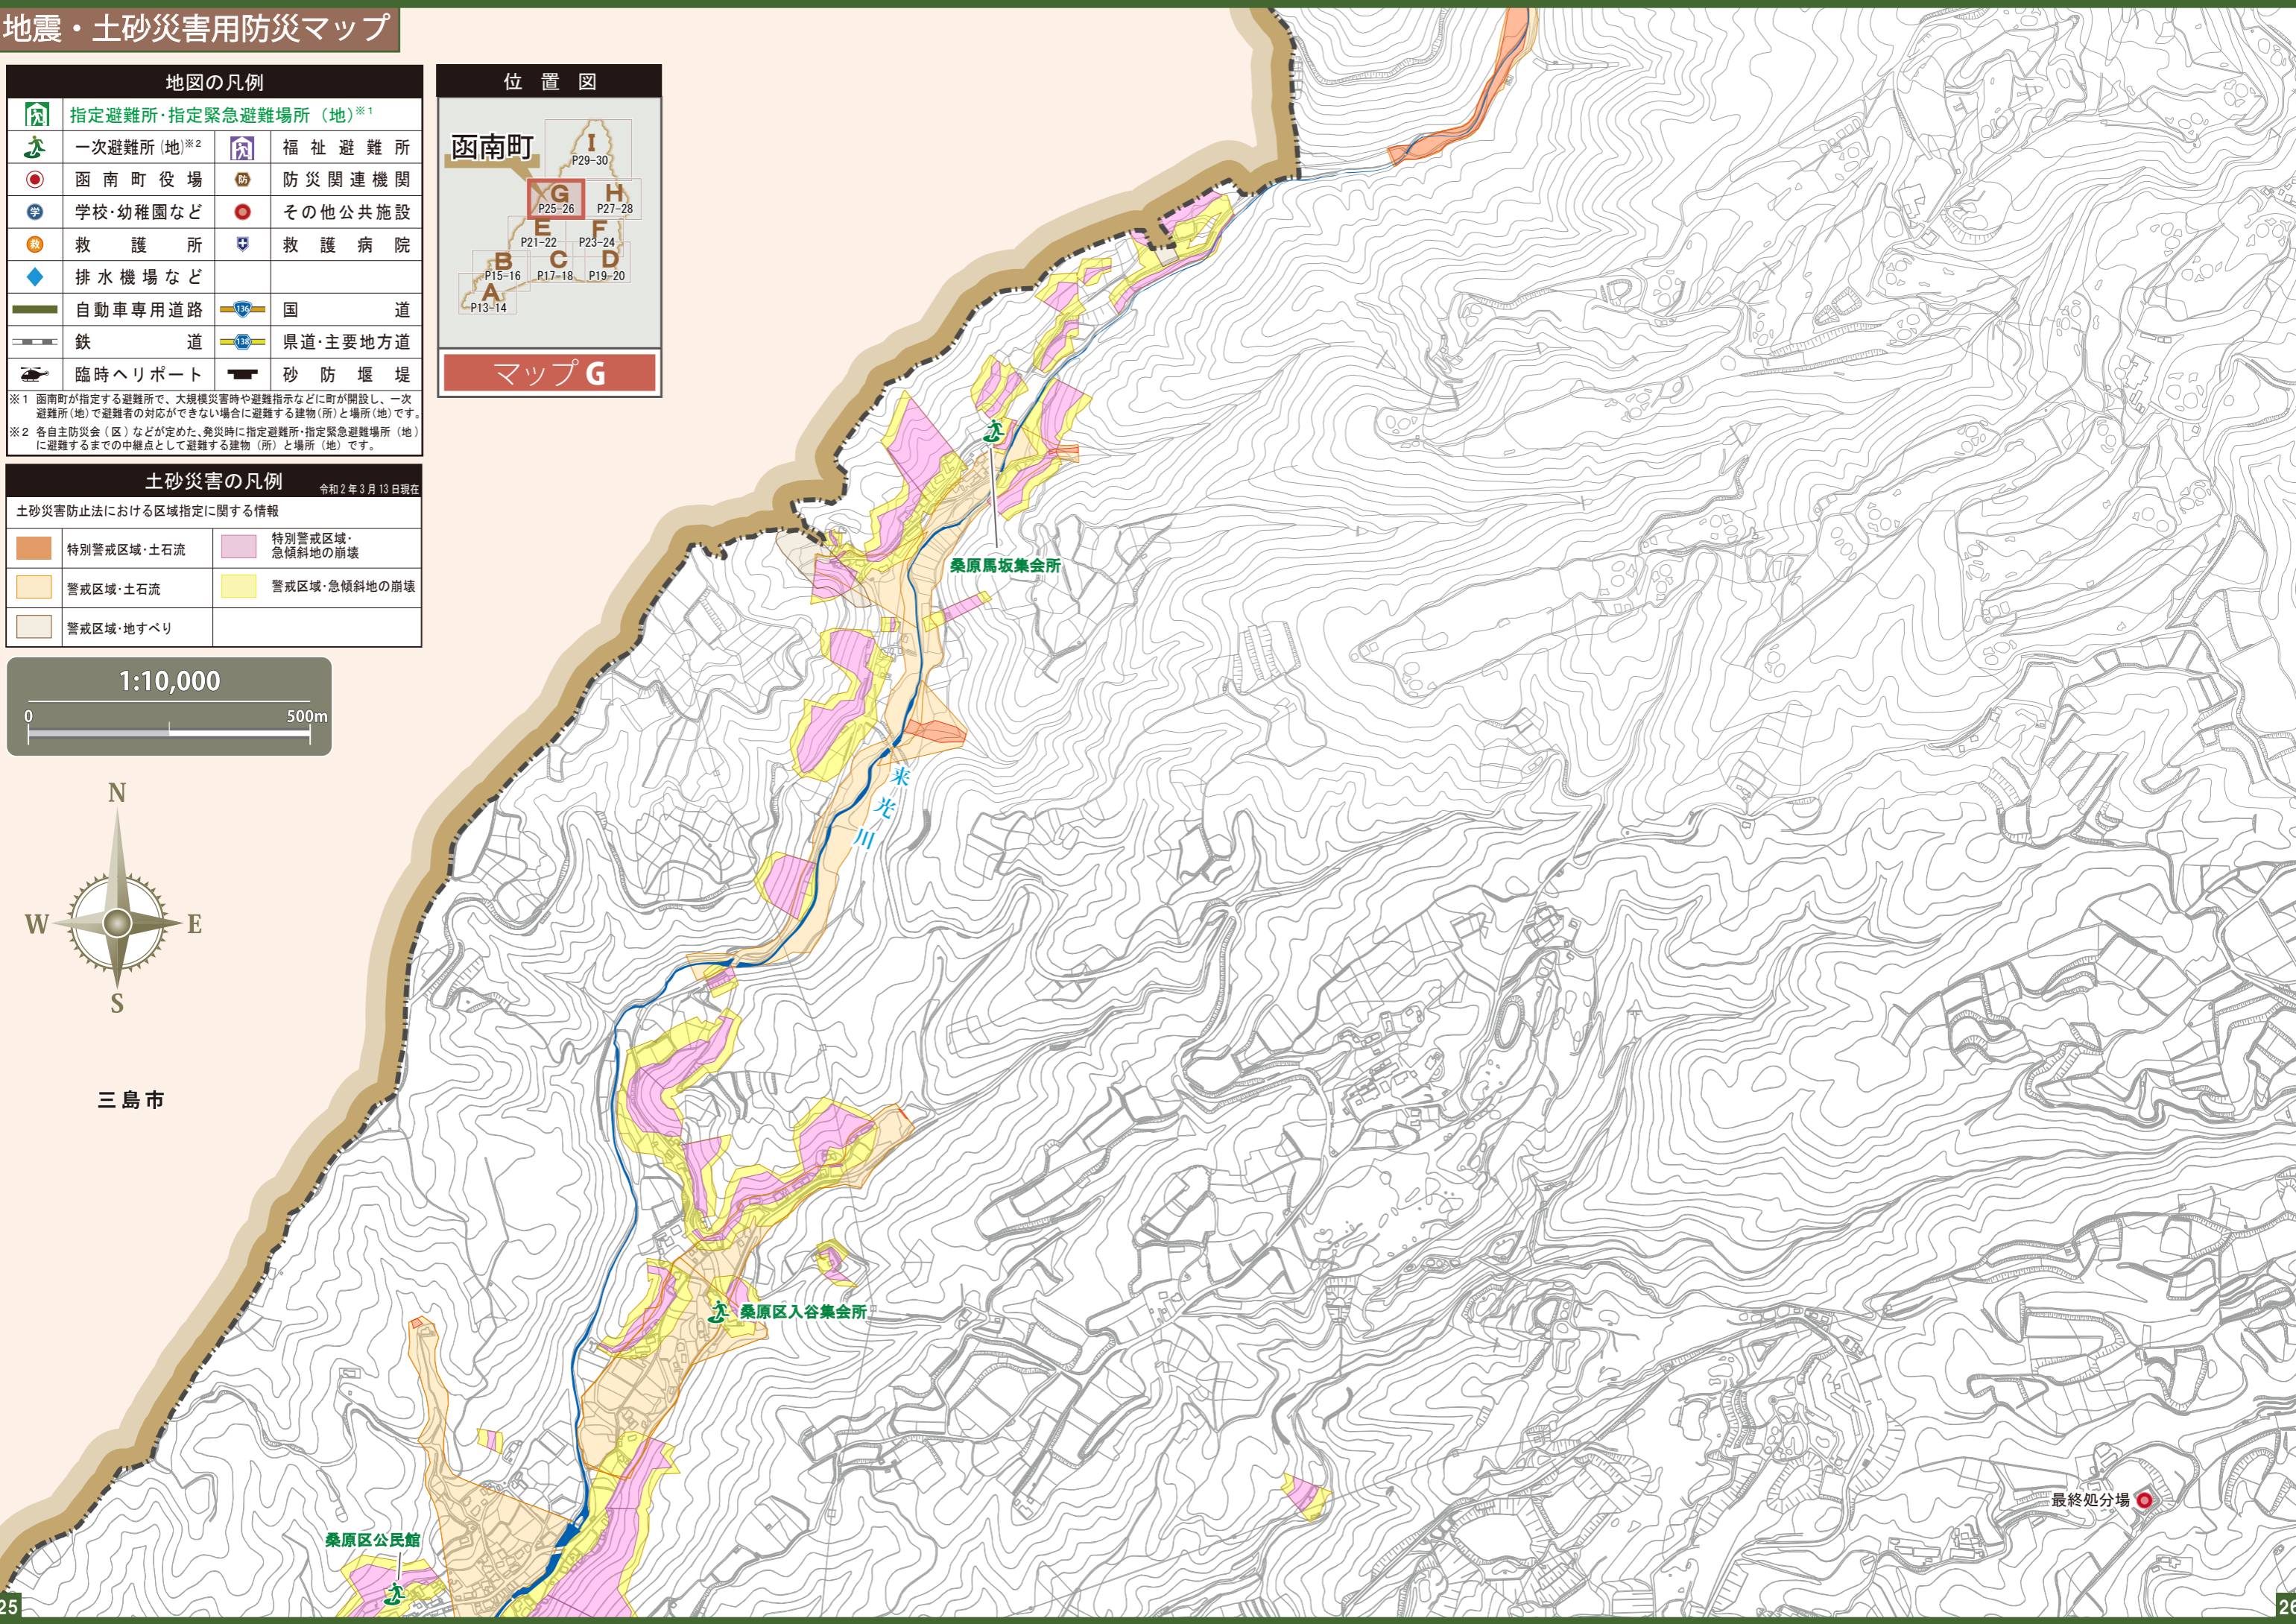 地震・土砂災害用防災マップ
地図の凡例
指定避難所・指定緊急避難場所（地）※1
一次避難所（地）※2
福祉避難所
函南町役場
防
防災関連機関
学
学校・幼稚園など
その他公共施設
救
救護所
救護病院
排水機場など
自動車専用道路
136
国道
鉄道
138
県道・主要地方道
臨時ヘリポート
砂防堰堤
※1 函南町が指定する避難所で、大規模災害時や避難指示などに町が開設し、一次
避難所（地）で避難者の対応ができない場合に避難する建物（所）と場所（地）です。
※2 各自主防災会（区）などが定めた、発災時に指定避難所・指定緊急避難場所（地）
に避難するまでの中継点として避難する建物（所）と場所（地）です。
土砂災害の凡例
令和2年3月13日現在
土砂災害防止法における区域指定に関する情報
特別警戒区域・土石流
特別警戒区域・
急傾斜地の崩壊
警戒区域・土石流
警戒区域・急傾斜地の崩壊
警戒区域・地すべり
1:10,000
0
500m
N
W
E
S
位置図
函南町
I
P29-30
G
P25-26
H
P27-28
E
P21-22
F
P23-24
B
P15-16
C
P17-18
D
P19-20
A
P13-14
マップG
桑原馬坂集会所
来光川
三島市
桑原区入谷集会所
最終処分場
桑原区公民館
25
26